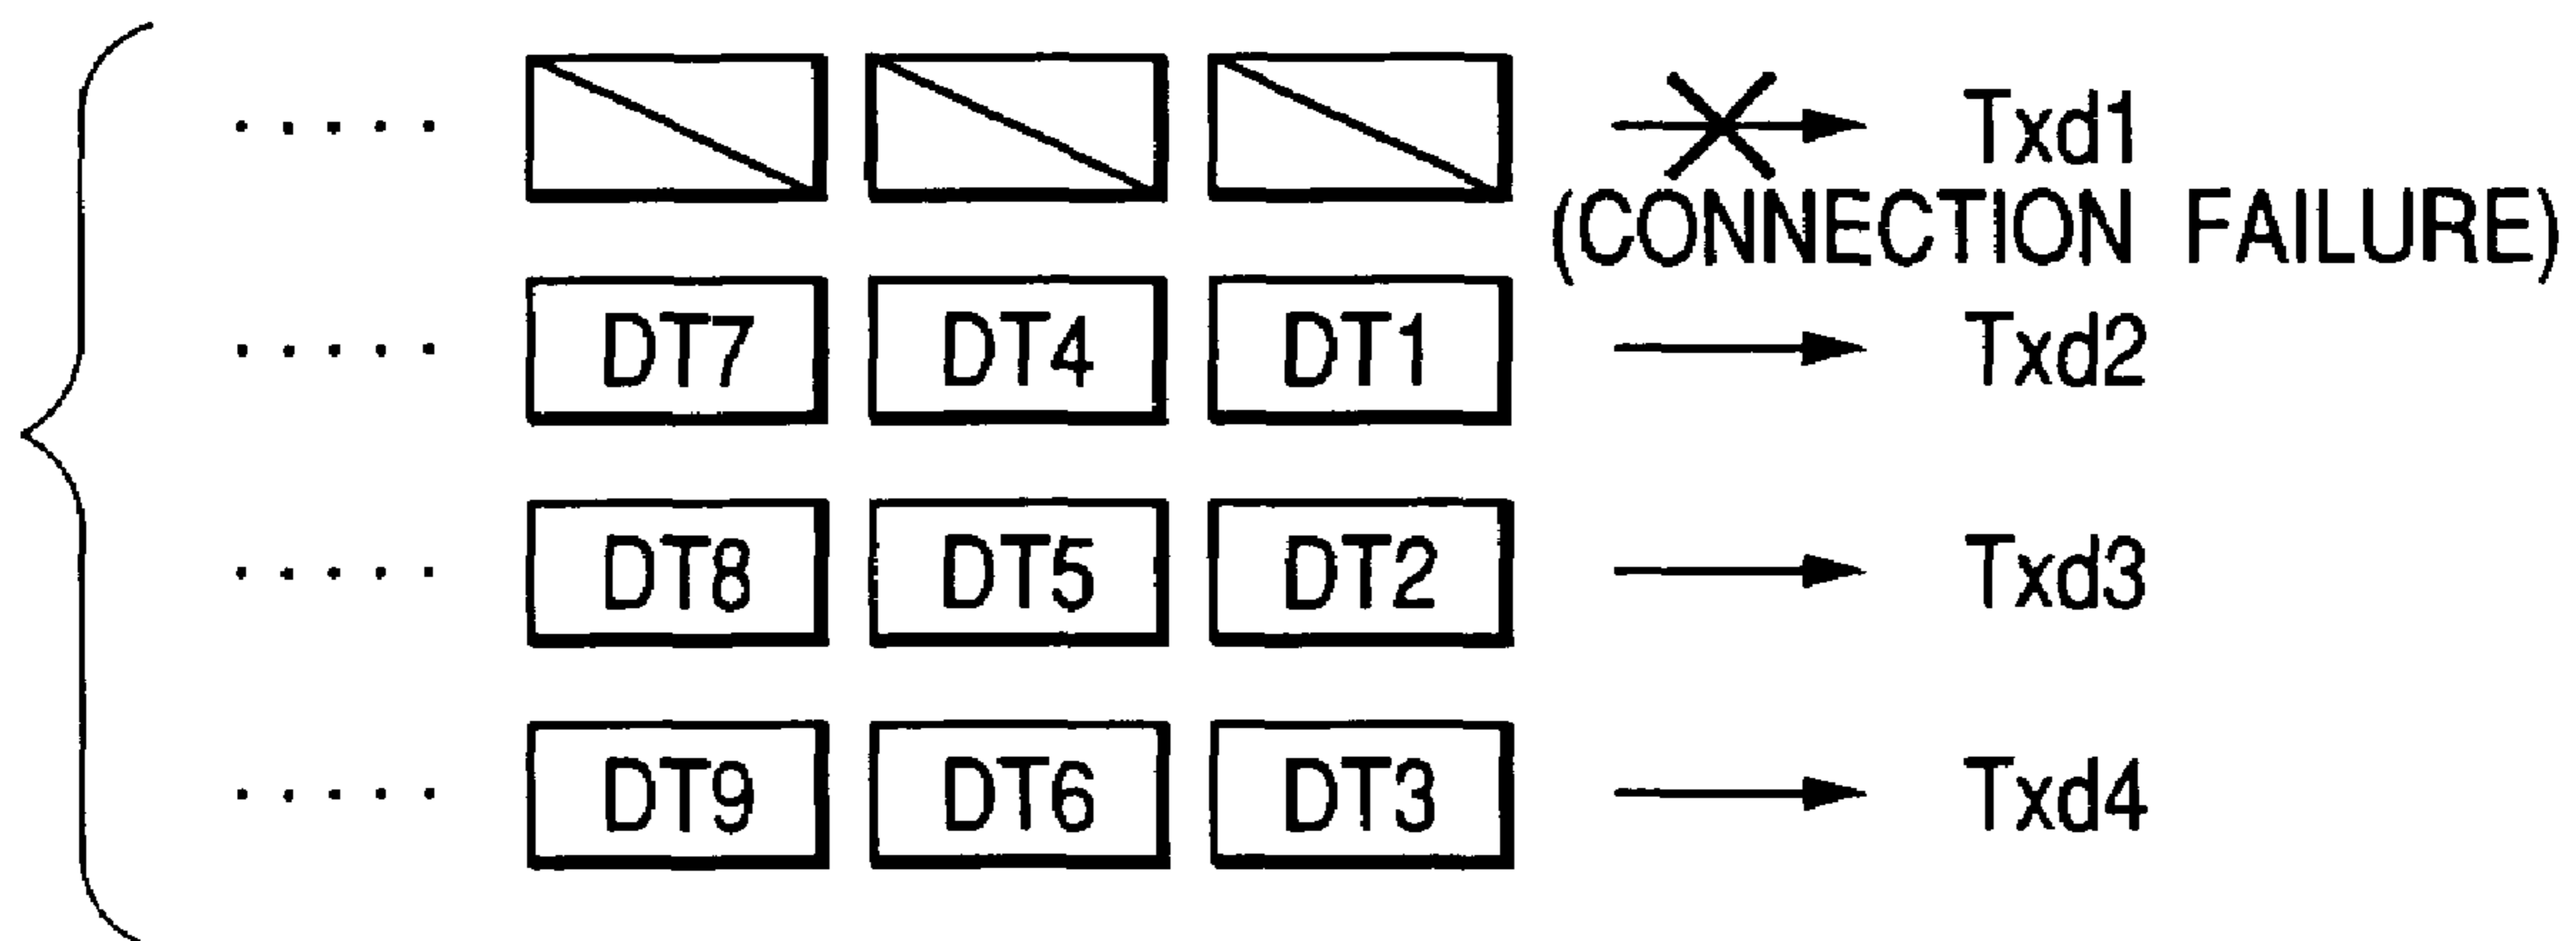 ..... Txd1
(CONNECTION FAILURE)
..... DT7 DT4 DT1 Txd2
..... DT8 DT5 DT2 Txd3
..... DT9 DT6 DT3 Txd4